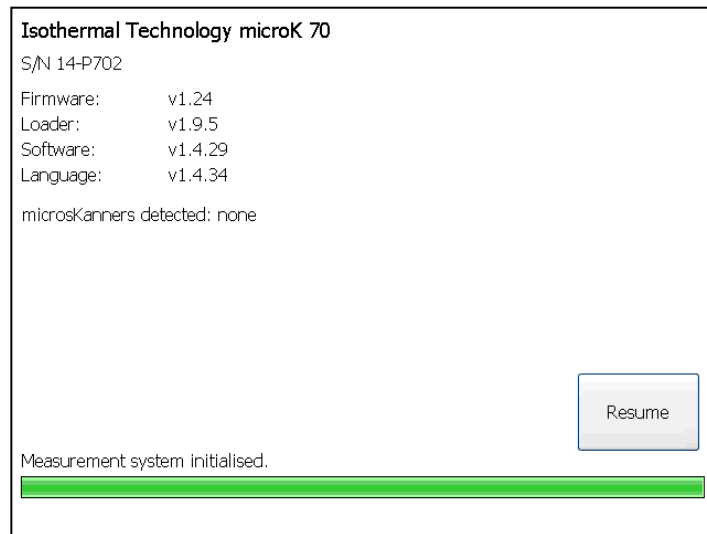 Isothermal Technology microK 70
S/N 14-P702
Firmware: v1.24
Loader: v1.9.5
Software: v1.4.29
Language: v1.4.34
microsKanners detected: none
Resume
Measurement system initialised.